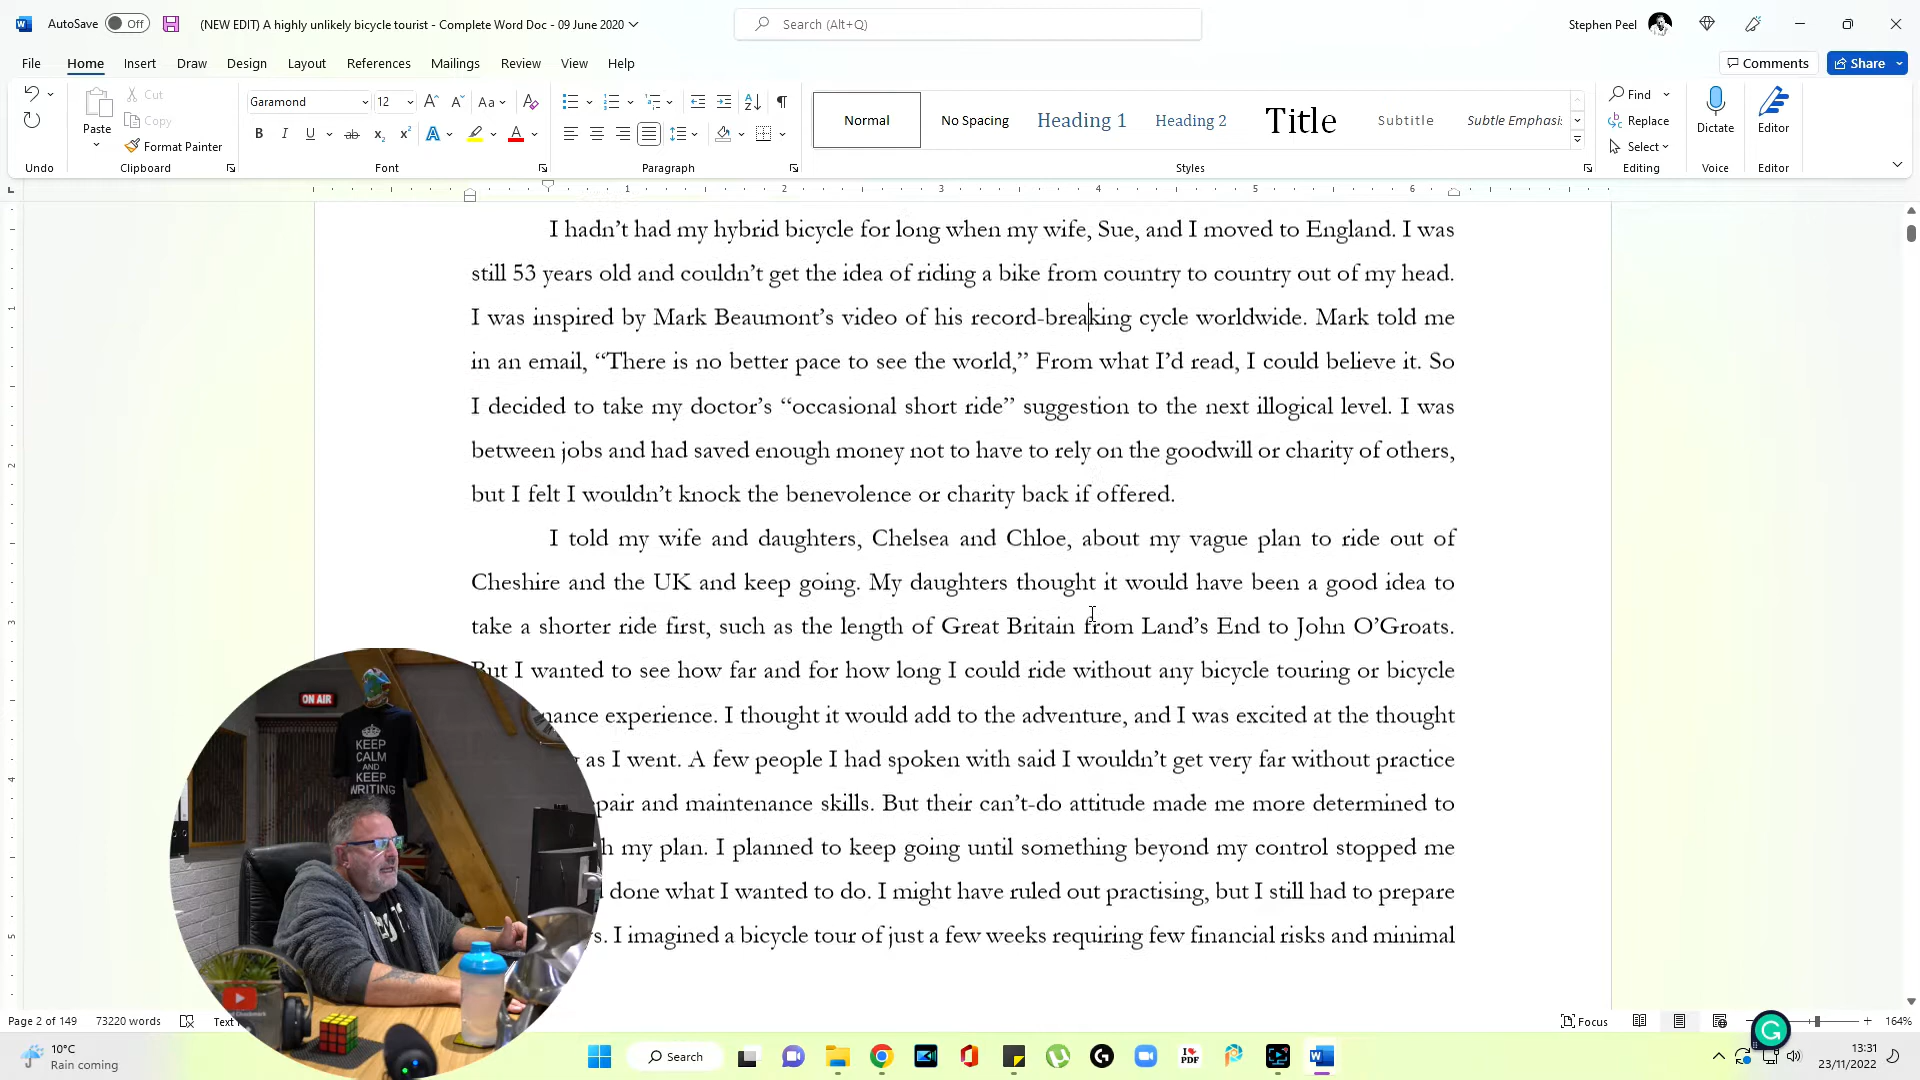 AutoSave Off (NEW EDIT) A highly unlikely bicycle tourist - Complete Word Doc - 09 June 2020 Search (Alt+Q) Stephen Peel
File Home Insert Draw Design Layout References Mailings Review View Help Comments Share
Garamond 12 Aa
Paste Cut Copy Format Painter
Normal No Spacing Heading 1 Heading 2 Title Subtitle Subtle Emphasis
Find Replace Select Dictate Editor
Undo Clipboard Font Paragraph Styles Editing Voice Editor
1 2 3 4 5 6
I hadn’t had my hybrid bicycle for long when my wife, Sue, and I moved to England. I was
still 53 years old and couldn’t get the idea of riding a bike from country to country out of my head.
I was inspired by Mark Beaumont’s video of his record-breaking cycle worldwide. Mark told me
in an email, “There is no better pace to see the world,” From what I’d read, I could believe it. So
I decided to take my doctor’s “occasional short ride” suggestion to the next illogical level. I was
between jobs and had saved enough money not to have to rely on the goodwill or charity of others,
but I felt I wouldn’t knock the benevolence or charity back if offered.
I told my wife and daughters, Chelsea and Chloe, about my vague plan to ride out of
Cheshire and the UK and keep going. My daughters thought it would have been a good idea to
take a shorter ride first, such as the length of Great Britain from Land’s End to John O’Groats.
But I wanted to see how far and for how long I could ride without any bicycle touring or bicycle
nance experience. I thought it would add to the adventure, and I was excited at the thought
as I went. A few people I had spoken with said I wouldn’t get very far without practice
pair and maintenance skills. But their can’t-do attitude made me more determined to
h my plan. I planned to keep going until something beyond my control stopped me
done what I wanted to do. I might have ruled out practising, but I still had to prepare
s. I imagined a bicycle tour of just a few weeks requiring few financial risks and minimal
ON AIR
KEEP
CALM
AND
KEEP
WRITING
Page 2 of 149 73220 words Text Focus 164%
10°C
Rain coming
Search
I PDF
13:31
23/11/2022